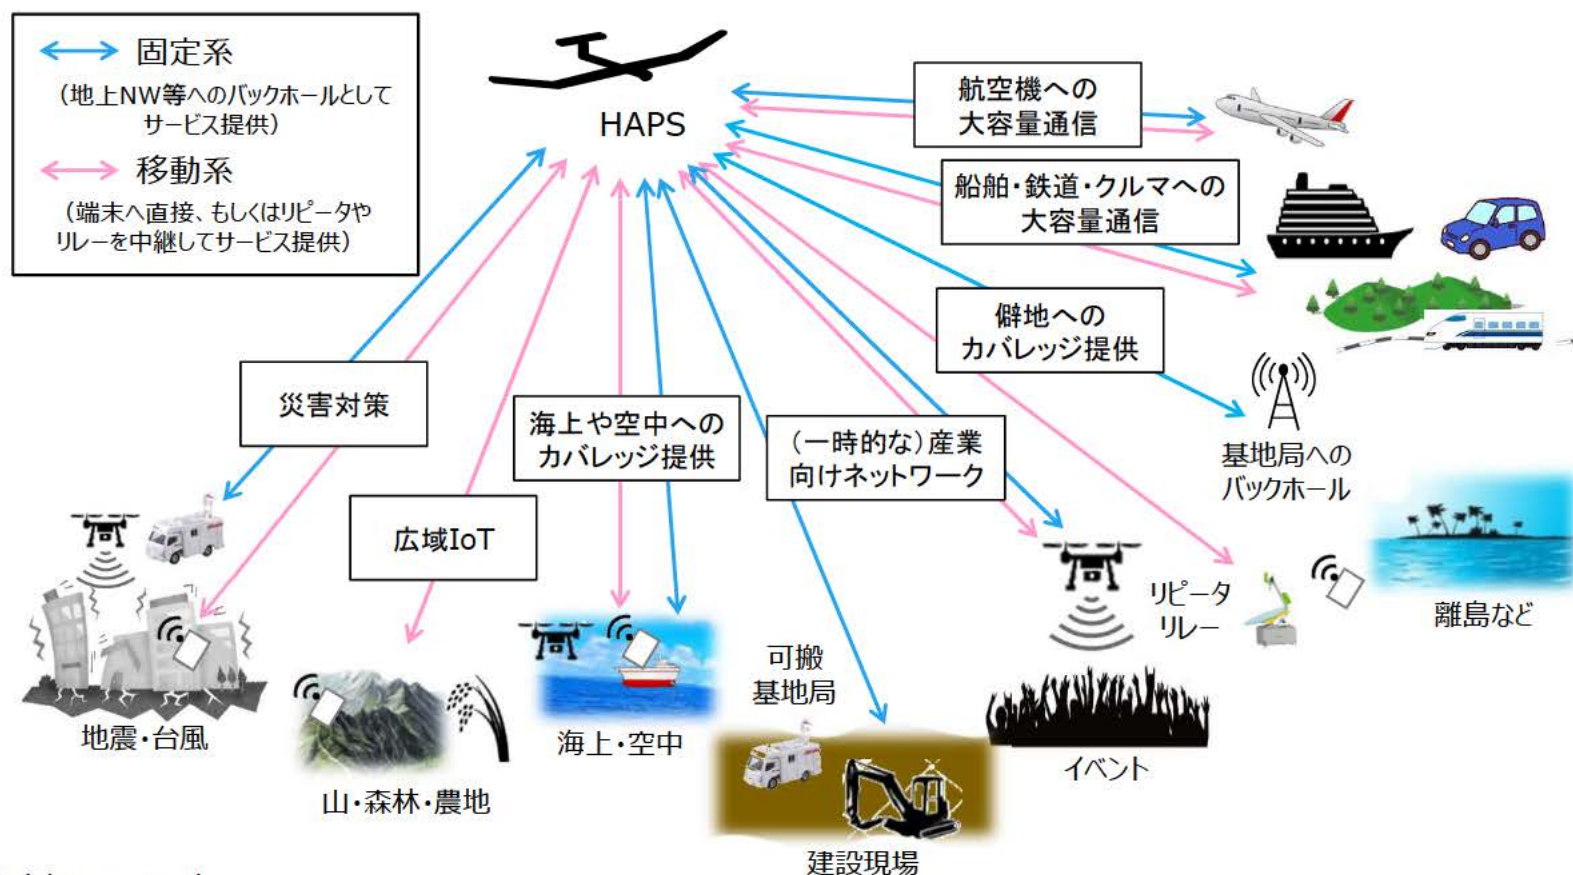 固定系
（地上NW等へのバックホールとして
サービス提供）
移動系
（端末へ直接、もしくはリピータや
リレーを中継してサービス提供）
HAPS
航空機への
大容量通信
船舶・鉄道・クルマへの
大容量通信
僻地への
カバレッジ提供
災害対策
海上や空中への
カバレッジ提供
（一時的な）産業
向けネットワーク
広域IoT
基地局への
バックホール
リピータ
リレー
離島など
地震・台風
山・森林・農地
海上・空中
可搬
基地局
イベント
建設現場